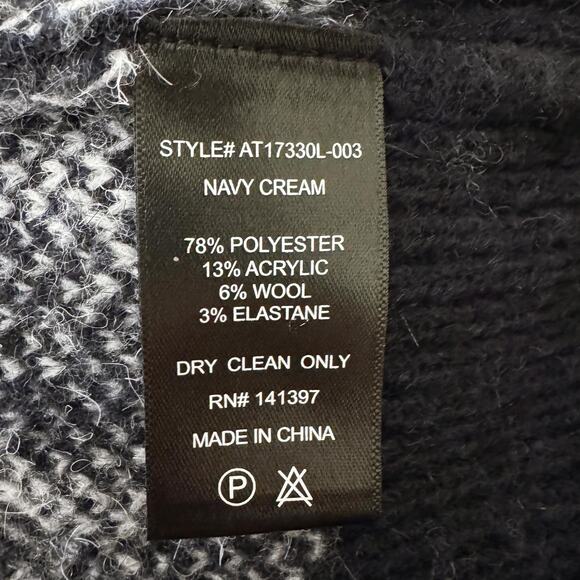 STYLE# AT17330L-003
NAVY CREAM
78% POLYESTER
13% ACRYLIC
6% WOOL
3% ELASTANE
DRY CLEAN ONLY
RN# 141397
MADE IN CHINA
P